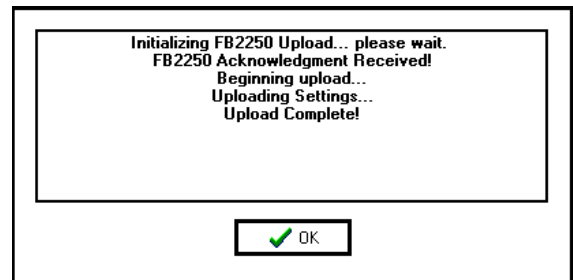 Initializing FB2250 Upload... please wait.
FB2250 Acknowledgment Received!
Beginning upload...
Uploading Settings...
Upload Complete!
OK